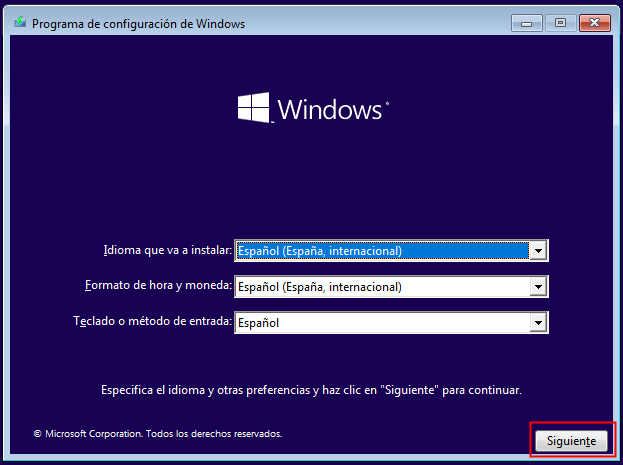 Programa de configuración de Windows
Windows
Idioma que va a instalar: Español (España, internacional)
Formato de hora y moneda: Español (España, internacional)
Teclado o método de entrada: Español
Especifica el idioma y otras preferencias y haz clic en "Siguiente" para continuar.
© Microsoft Corporation. Todos los derechos reservados.
Siguiente